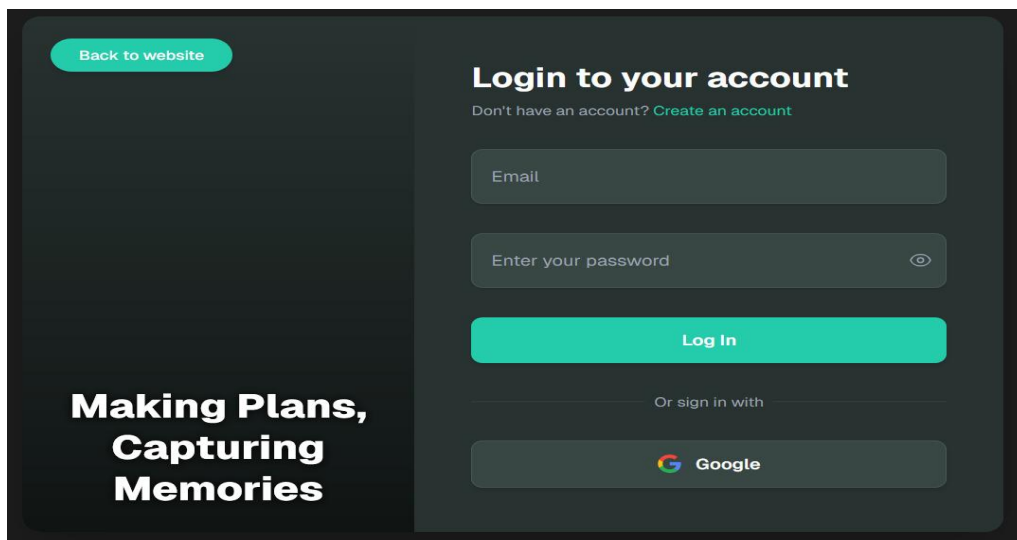 Back to website
Making Plans,
Capturing
Memories
Login to your account
Don't have an account? Create an account
Email
Enter your password
Log In
Or sign in with
Google